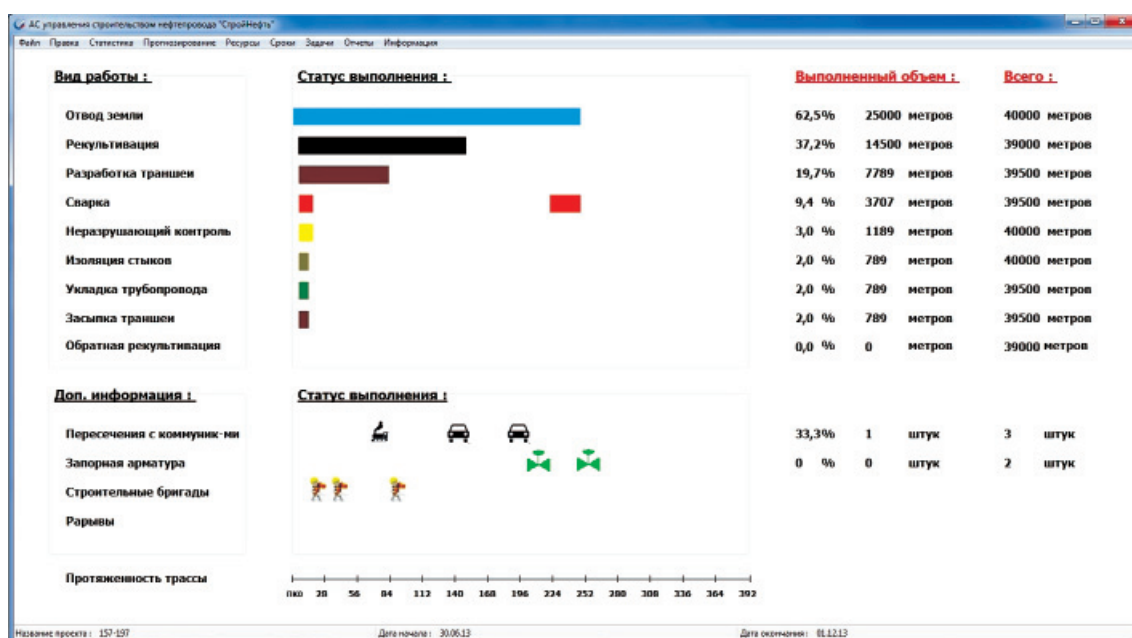 АС управления строительством нефтепровода "СтройНефть"
Файл Правка Статистика Прогнозирование Ресурсы Сроки Задачи Отчеты Информация
Вид работы : Статус выполнения : Выполненный объем : Всего :
Отвод земли 62,5% 25000 метров 40000 метров
Рекультивация 37,2% 14500 метров 39000 метров
Разработка траншеи 19,7% 7789 метров 39500 метров
Сварка 9,4 % 3707 метров 39500 метров
Неразрушающий контроль 3,0 % 1189 метров 40000 метров
Изоляция стыков 2,0 % 789 метров 40000 метров
Укладка трубопровода 2,0 % 789 метров 39500 метров
Засыпка траншеи 2,0 % 789 метров 39500 метров
Обратная рекультивация 0,0 % 0 метров 39000 метров
Доп. информация : Статус выполнения :
Пересечения с коммуник-ми 33,3% 1 штук 3 штук
Запорная арматура 0 % 0 штук 2 штук
Строительные бригады
Рарывы
Протяженность трассы
ПК0 28 56 84 112 140 168 196 224 252 280 308 336 364 392
Название проекта : 157-197 Дата начала : 30.06.13 Дата окончания : 01.12.13